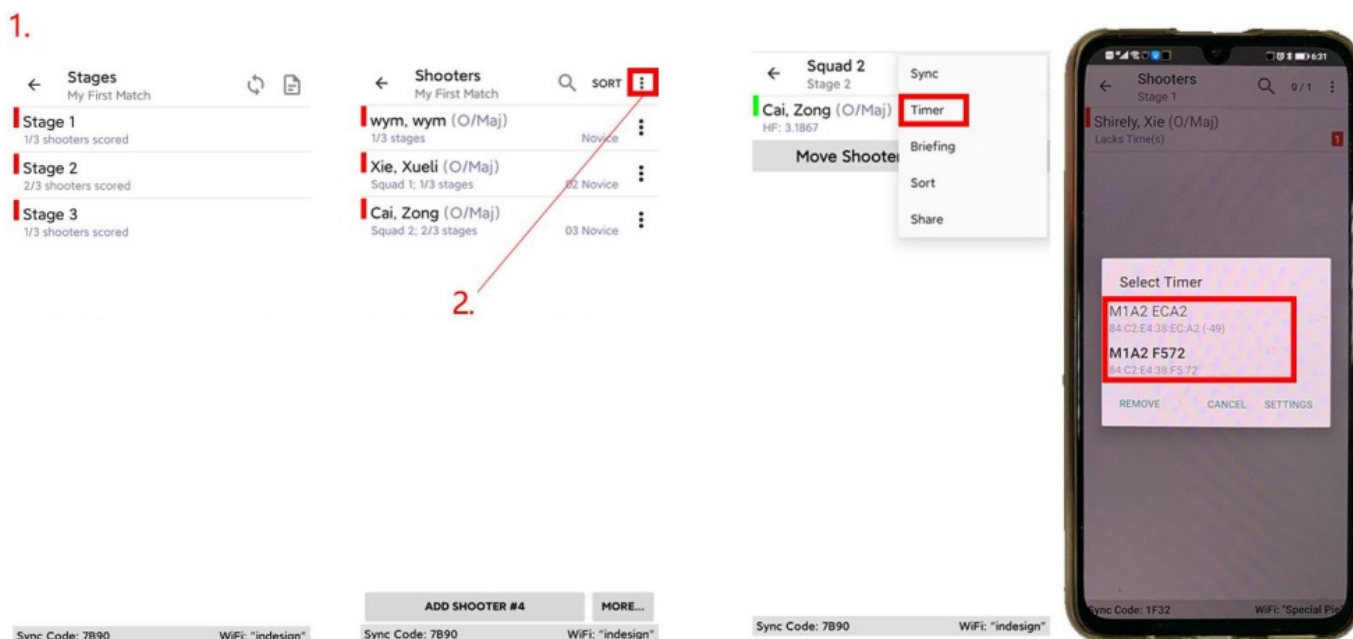 1.
Stages
My First Match
Stage 1
1/3 shooters scored
Stage 2
2/3 shooters scored
Stage 3
1/3 shooters scored
Sync Code: 7B90 WiFi: "indesign"
Shooters
My First Match
SORT
wym, wym (O/Maj)
1/3 stages Novice
Xie, Xueli (O/Maj)
Squad 1; 1/3 stages 02 Novice
Cai, Zong (O/Maj)
Squad 2; 2/3 stages 03 Novice
2.
ADD SHOOTER #4 MORE...
Sync Code: 7B90 WiFi: "indesign"
Squad 2
Stage 2
Cai, Zong (O/Maj)
HF: 3.1867
Move Shooter
Sync
Timer
Briefing
Sort
Share
Sync Code: 7B90 WiFi: "indesign"
6:31
Shooters
Stage 1
0/1
Shirely, Xie (O/Maj)
Lacks Time(s) 1
Select Timer
M1A2 ECA2
84:C2:E4:38:EC:A2 (-49)
M1A2 F572
84:C2:E4:38:F5:72
REMOVE CANCEL SETTINGS
Sync Code: 1F32 WiFi: "Special Pie"